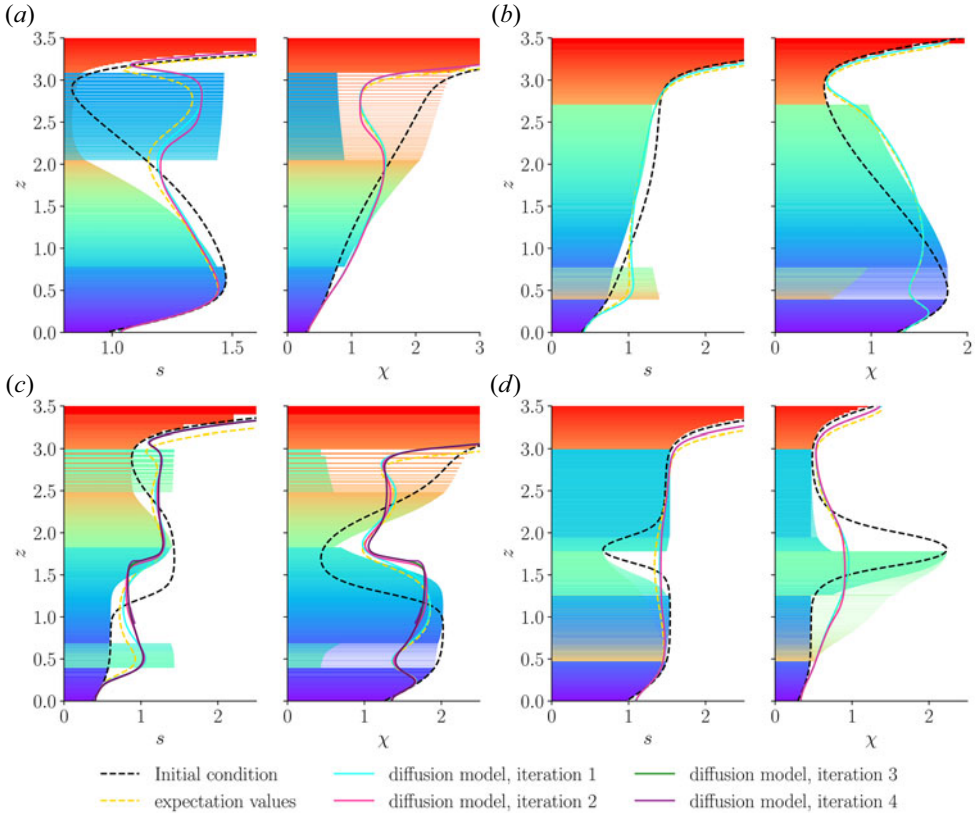 (a) (b)
3.5
3.0
2.5
2.0
1.5
1.0
0.5
0.0
z
1.0 1.5
s
0 1 2 3
χ
3.5
3.0
2.5
2.0
1.5
1.0
0.5
0.0
z
0 1 2
s
0 1 2
χ
(c) (d)
3.5
3.0
2.5
2.0
1.5
1.0
0.5
0.0
z
0 1 2
s
0 1 2
χ
3.5
3.0
2.5
2.0
1.5
1.0
0.5
0.0
z
0 1 2
s
0 1 2
χ
Initial condition diffusion model, iteration 1 diffusion model, iteration 3
expectation values diffusion model, iteration 2 diffusion model, iteration 4